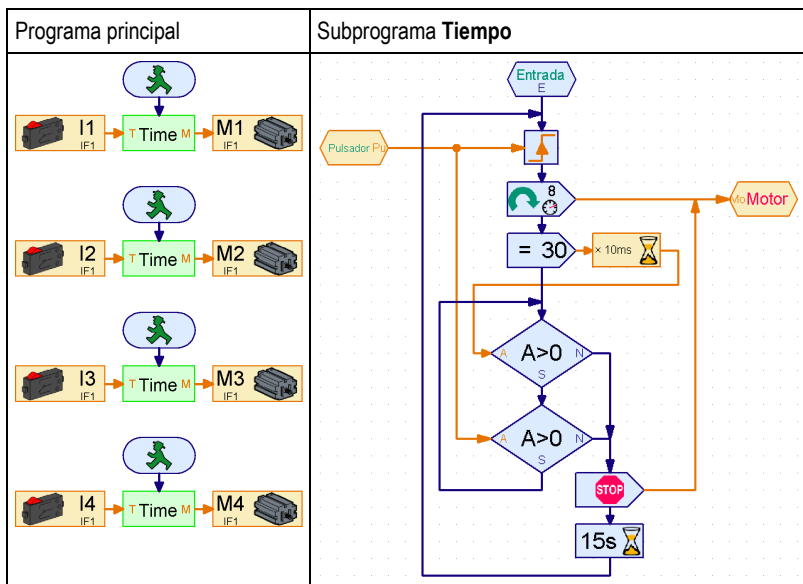 Programa principal
Subprograma Tiempo
I1
IF1
T Time M
M1
IF1
I2
IF1
T Time M
M2
IF1
I3
IF1
T Time M
M3
IF1
I4
IF1
T Time M
M4
IF1
Entrada
E
Pulsador Pu
8
Mo Motor
= 30
× 10ms
A A>0 N
S
A A>0 N
S
STOP
15s